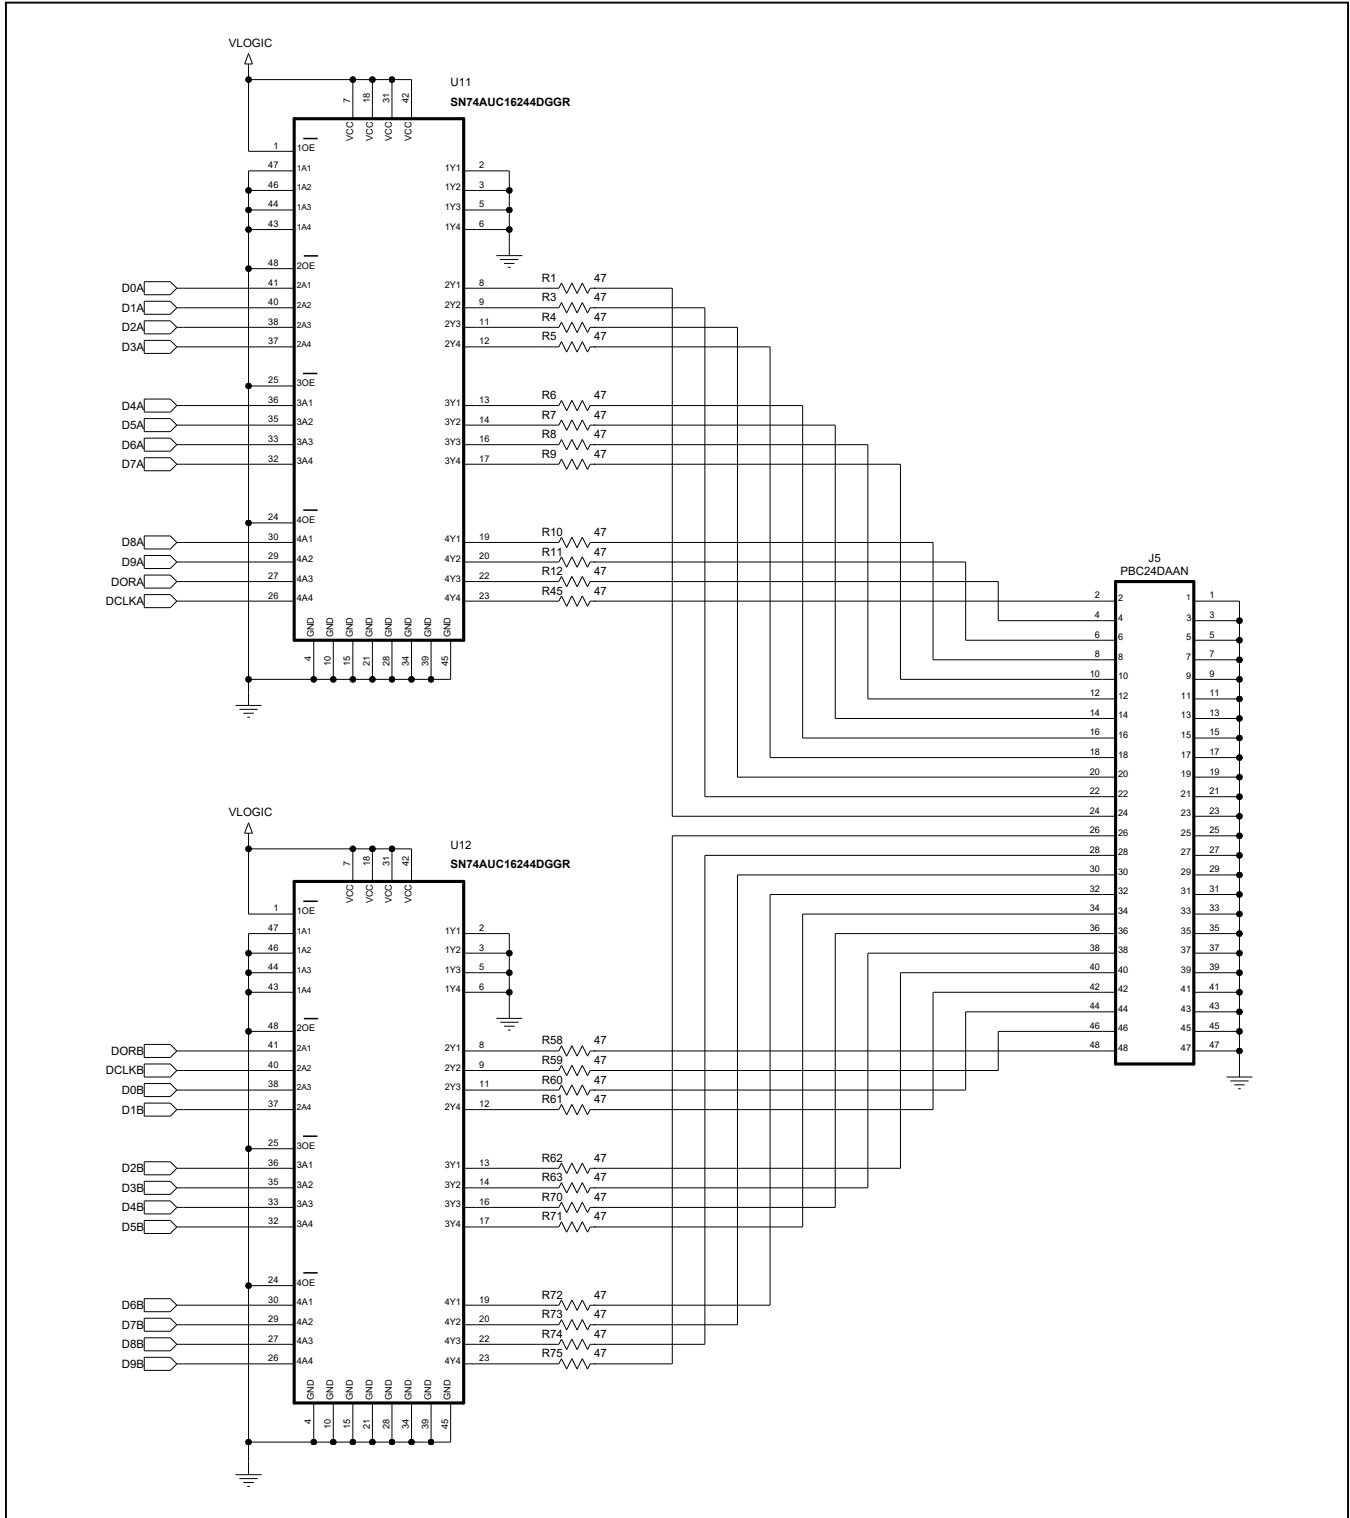 VLOGIC
U11
SN74AUC16244DGGR
7 18 31 42
VCC VCC VCC VCC
1 1OE
47 1A1 1Y1 2
46 1A2 1Y2 3
44 1A3 1Y3 5
43 1A4 1Y4 6
48 2OE
D0A 41 2A1 2Y1 8 R1 47
D1A 40 2A2 2Y2 9 R3 47
D2A 38 2A3 2Y3 11 R4 47
D3A 37 2A4 2Y4 12 R5 47
25 3OE
D4A 36 3A1 3Y1 13 R6 47
D5A 35 3A2 3Y2 14 R7 47
D6A 33 3A3 3Y3 16 R8 47
D7A 32 3A4 3Y4 17 R9 47
24 4OE
D8A 30 4A1 4Y1 19 R10 47
D9A 29 4A2 4Y2 20 R11 47
DORA 27 4A3 4Y3 22 R12 47
DCLKA 26 4A4 4Y4 23 R45 47
GND GND GND GND GND GND GND GND
4 10 15 21 28 34 39 45
J5
PBC24DAAN
2 2 1 1
4 4 3 3
6 6 5 5
8 8 7 7
10 10 9 9
12 12 11 11
14 14 13 13
16 16 15 15
18 18 17 17
20 20 19 19
22 22 21 21
24 24 23 23
26 26 25 25
28 28 27 27
30 30 29 29
32 32 31 31
34 34 33 33
36 36 35 35
38 38 37 37
40 40 39 39
42 42 41 41
44 44 43 43
46 46 45 45
48 48 47 47
VLOGIC
U12
SN74AUC16244DGGR
7 18 31 42
VCC VCC VCC VCC
1 1OE
47 1A1 1Y1 2
46 1A2 1Y2 3
44 1A3 1Y3 5
43 1A4 1Y4 6
48 2OE
DORB 41 2A1 2Y1 8 R58 47
DCLKB 40 2A2 2Y2 9 R59 47
D0B 38 2A3 2Y3 11 R60 47
D1B 37 2A4 2Y4 12 R61 47
25 3OE
D2B 36 3A1 3Y1 13 R62 47
D3B 35 3A2 3Y2 14 R63 47
D4B 33 3A3 3Y3 16 R70 47
D5B 32 3A4 3Y4 17 R71 47
24 4OE
D6B 30 4A1 4Y1 19 R72 47
D7B 29 4A2 4Y2 20 R73 47
D8B 27 4A3 4Y3 22 R74 47
D9B 26 4A4 4Y4 23 R75 47
GND GND GND GND GND GND GND GND
4 10 15 21 28 34 39 45